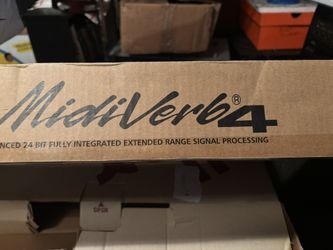 MidiVerb®4
NCED 24 BIT FULLY INTEGRATED EXTENDED RANGE SIGNAL PROCESSING